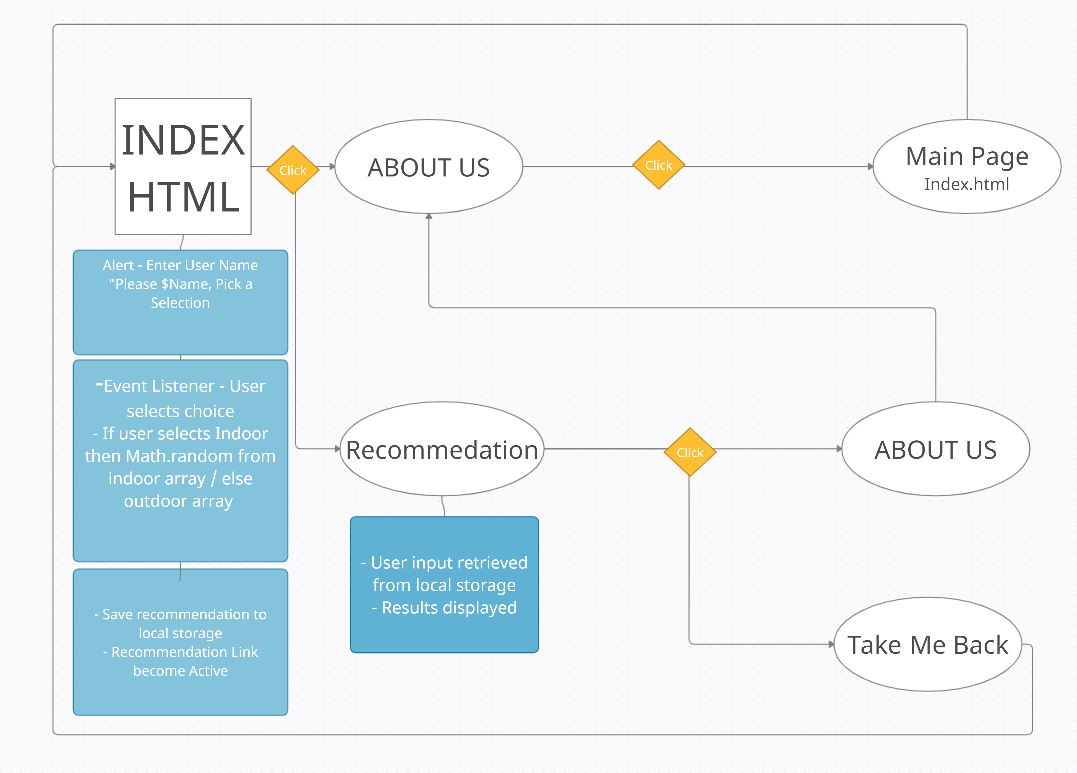 INDEX
HTML
Click
ABOUT US
Click
Main Page
Index.html
Alert - Enter User Name
"Please $Name, Pick a
Selection
-Event Listener - User
selects choice
- If user selects Indoor
then Math.random from
indoor array / else
outdoor array
- Save recommendation to
local storage
- Recommendation Link
become Active
Recommedation
Click
ABOUT US
- User input retrieved
from local storage
- Results displayed
Take Me Back